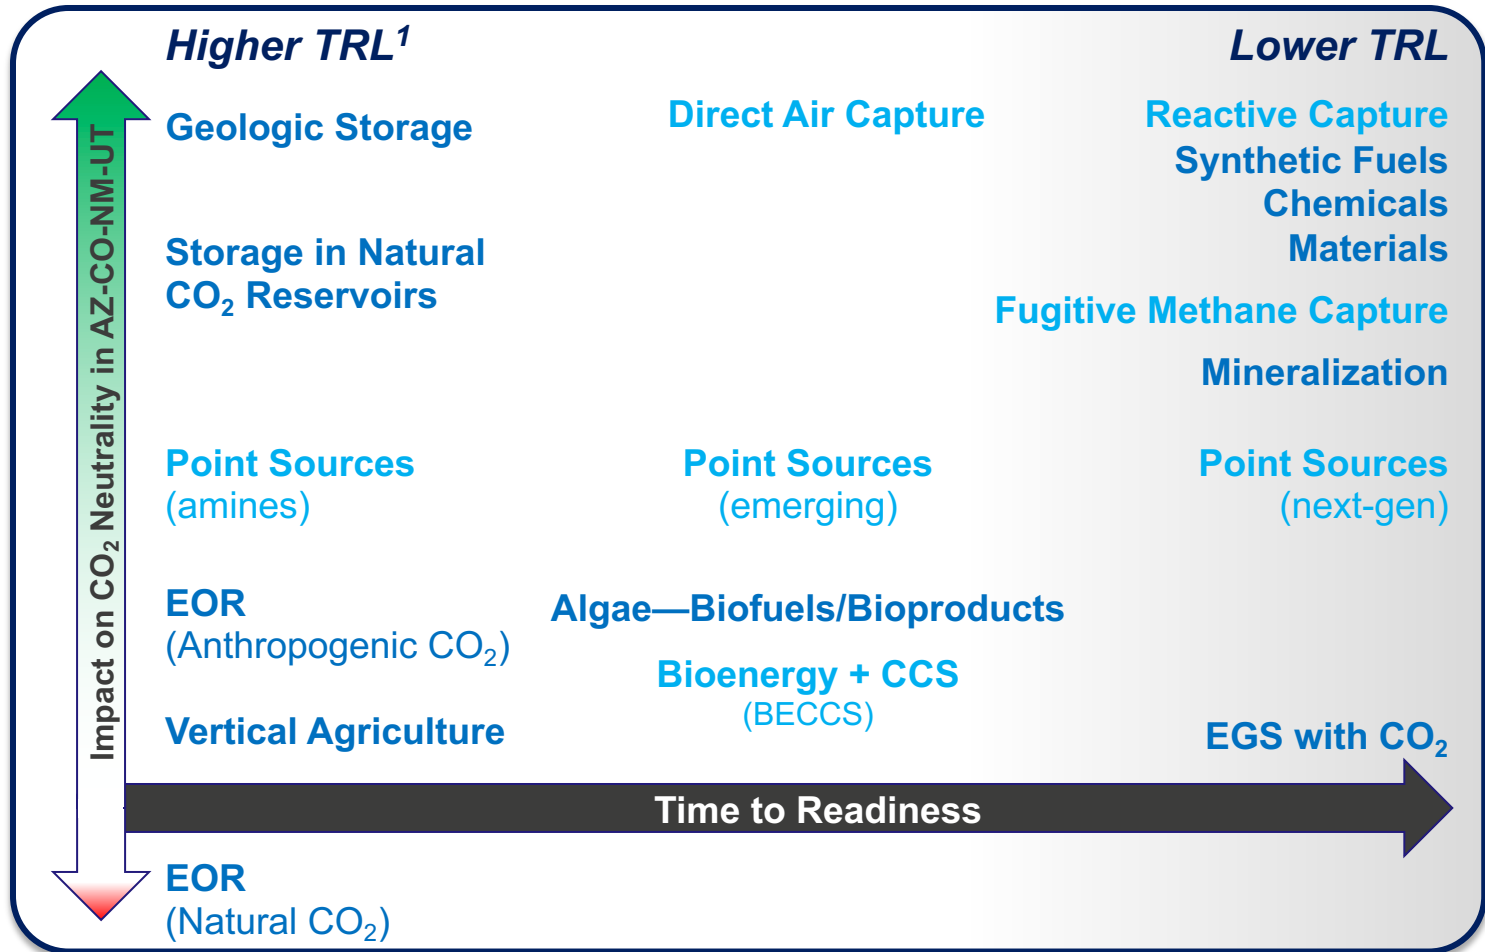 Higher TRL¹
Lower TRL
Impact on CO₂ Neutrality in AZ-CO-NM-UT
Geologic Storage
Direct Air Capture
Reactive Capture
Synthetic Fuels
Chemicals
Materials
Storage in Natural
CO₂ Reservoirs
Fugitive Methane Capture
Mineralization
Point Sources
(amines)
Point Sources
(emerging)
Point Sources
(next-gen)
EOR
(Anthropogenic CO₂)
Algae—Biofuels/Bioproducts
Bioenergy + CCS
(BECCS)
Vertical Agriculture
EGS with CO₂
Time to Readiness
EOR
(Natural CO₂)